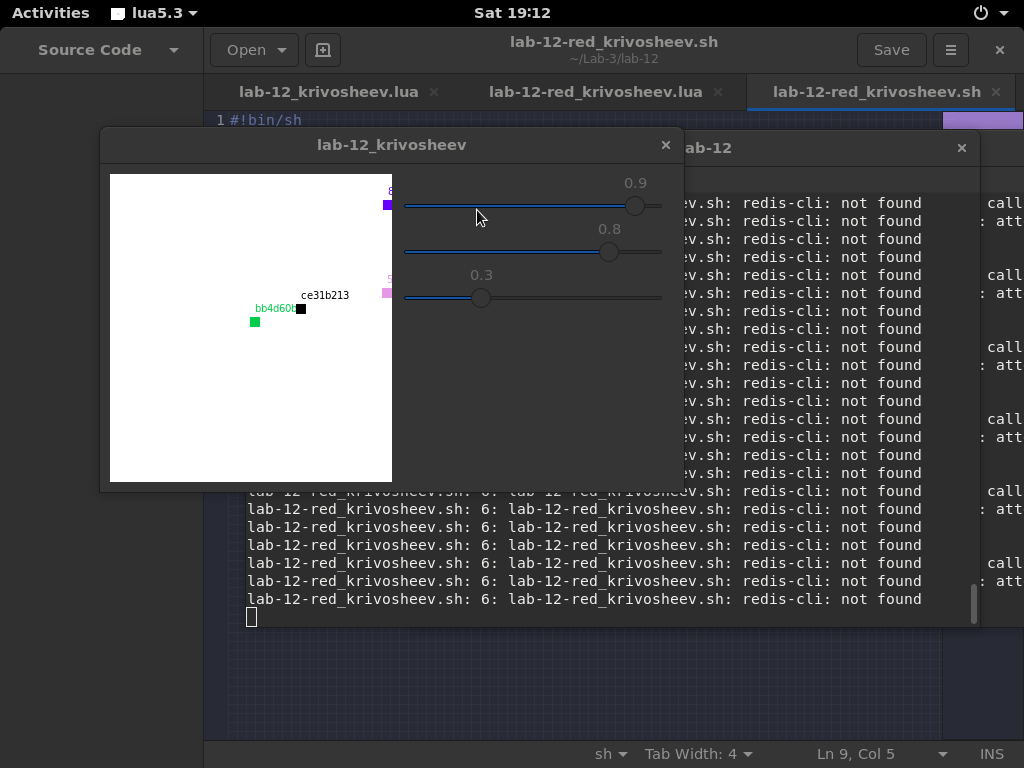 Activities lua5.3 Sat 19:12
Source Code Open lab-12-red_krivosheev.sh Save
~/Lab-3/lab-12
lab-12_krivosheev.lua lab-12-red_krivosheev.lua lab-12-red_krivosheev.sh
1 #!bin/sh
lab-12_krivosheev
ab-12
0.9
0.8
0.3
8
5
ce31b213
bb4d60b
ev.sh: redis-cli: not found call
ev.sh: redis-cli: not found : att
ev.sh: redis-cli: not found
ev.sh: redis-cli: not found
ev.sh: redis-cli: not found call
ev.sh: redis-cli: not found : att
ev.sh: redis-cli: not found
ev.sh: redis-cli: not found
ev.sh: redis-cli: not found call
ev.sh: redis-cli: not found : att
ev.sh: redis-cli: not found
ev.sh: redis-cli: not found
ev.sh: redis-cli: not found call
ev.sh: redis-cli: not found : att
ev.sh: redis-cli: not found
ev.sh: redis-cli: not found
lab-12-red_krivosheev.sh: 6: lab-12-red_krivosheev.sh: redis-cli: not found call
lab-12-red_krivosheev.sh: 6: lab-12-red_krivosheev.sh: redis-cli: not found : att
lab-12-red_krivosheev.sh: 6: lab-12-red_krivosheev.sh: redis-cli: not found
lab-12-red_krivosheev.sh: 6: lab-12-red_krivosheev.sh: redis-cli: not found
lab-12-red_krivosheev.sh: 6: lab-12-red_krivosheev.sh: redis-cli: not found call
lab-12-red_krivosheev.sh: 6: lab-12-red_krivosheev.sh: redis-cli: not found : att
lab-12-red_krivosheev.sh: 6: lab-12-red_krivosheev.sh: redis-cli: not found
sh Tab Width: 4 Ln 9, Col 5 INS